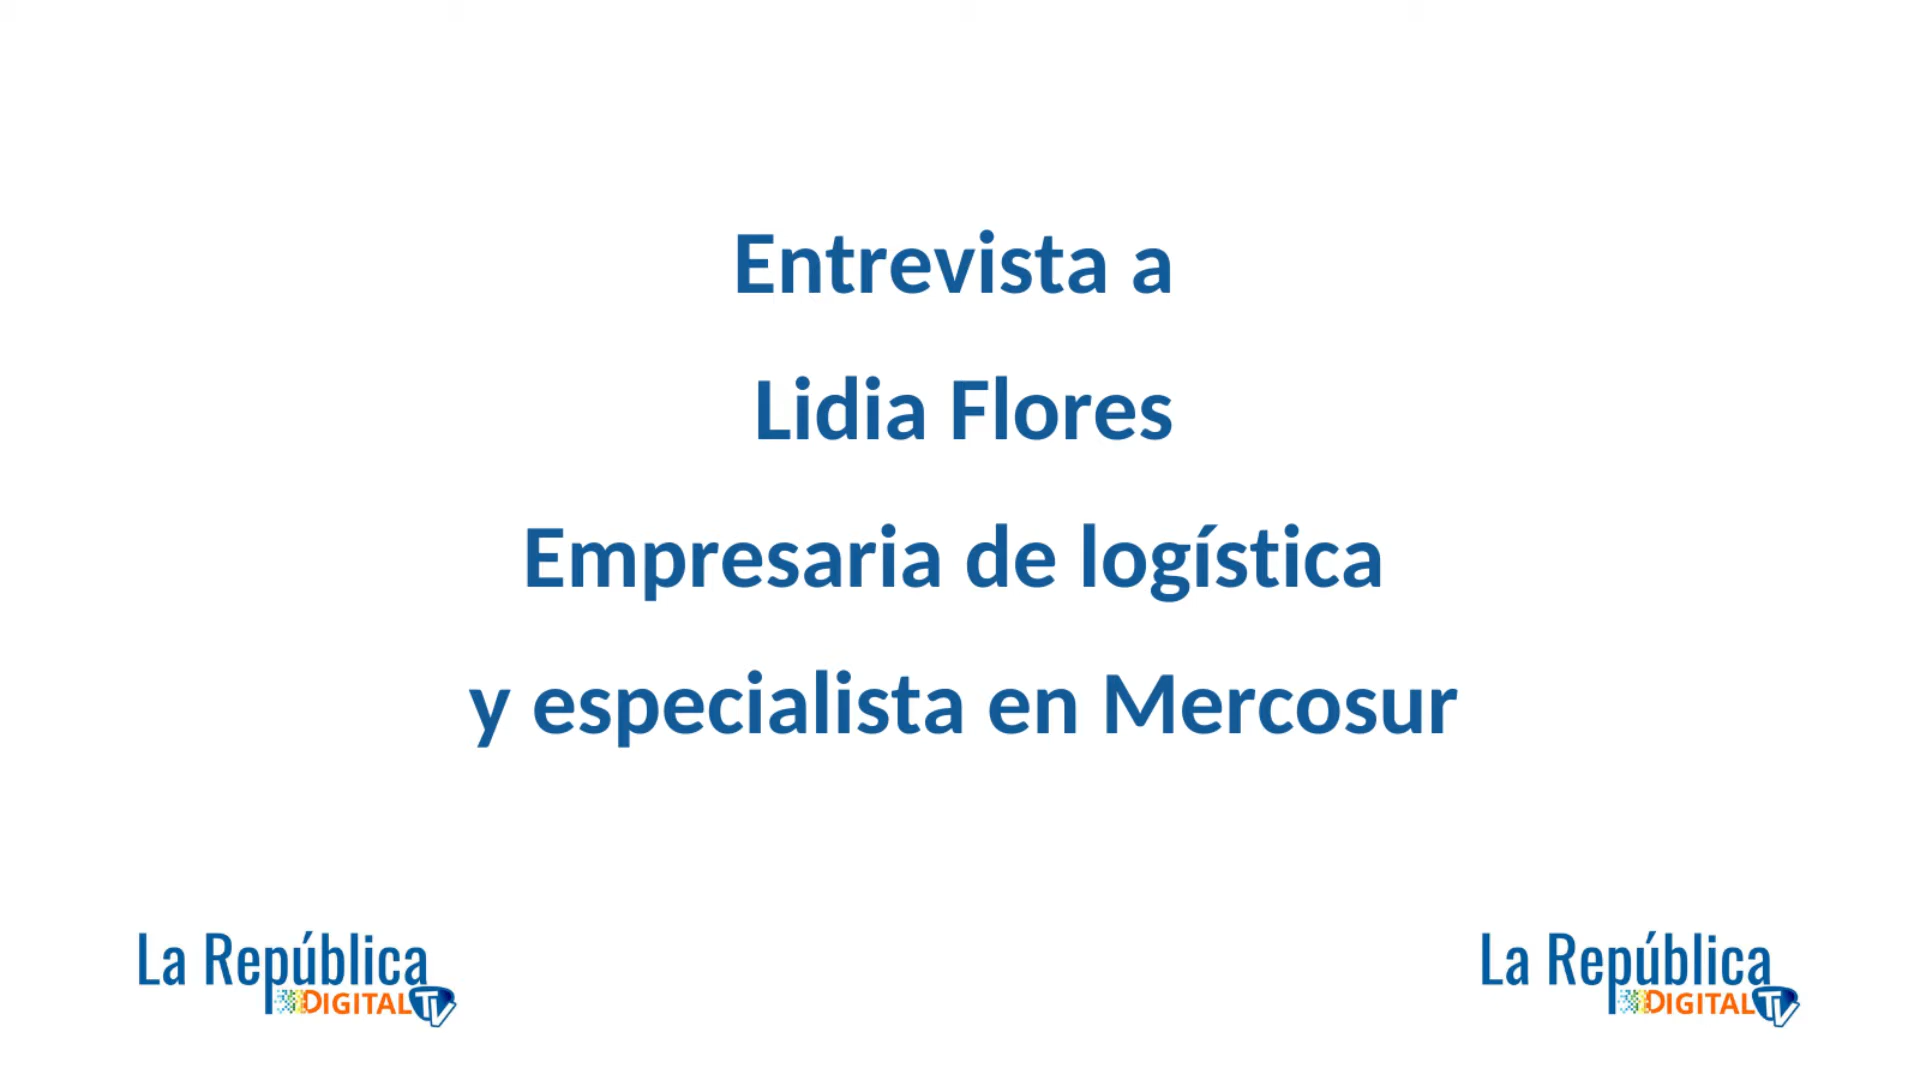 Entrevista a
Lidia Flores
Empresaria de logística
y especialista en Mercosur
La República
DIGITAL TV
La República
DIGITAL TV